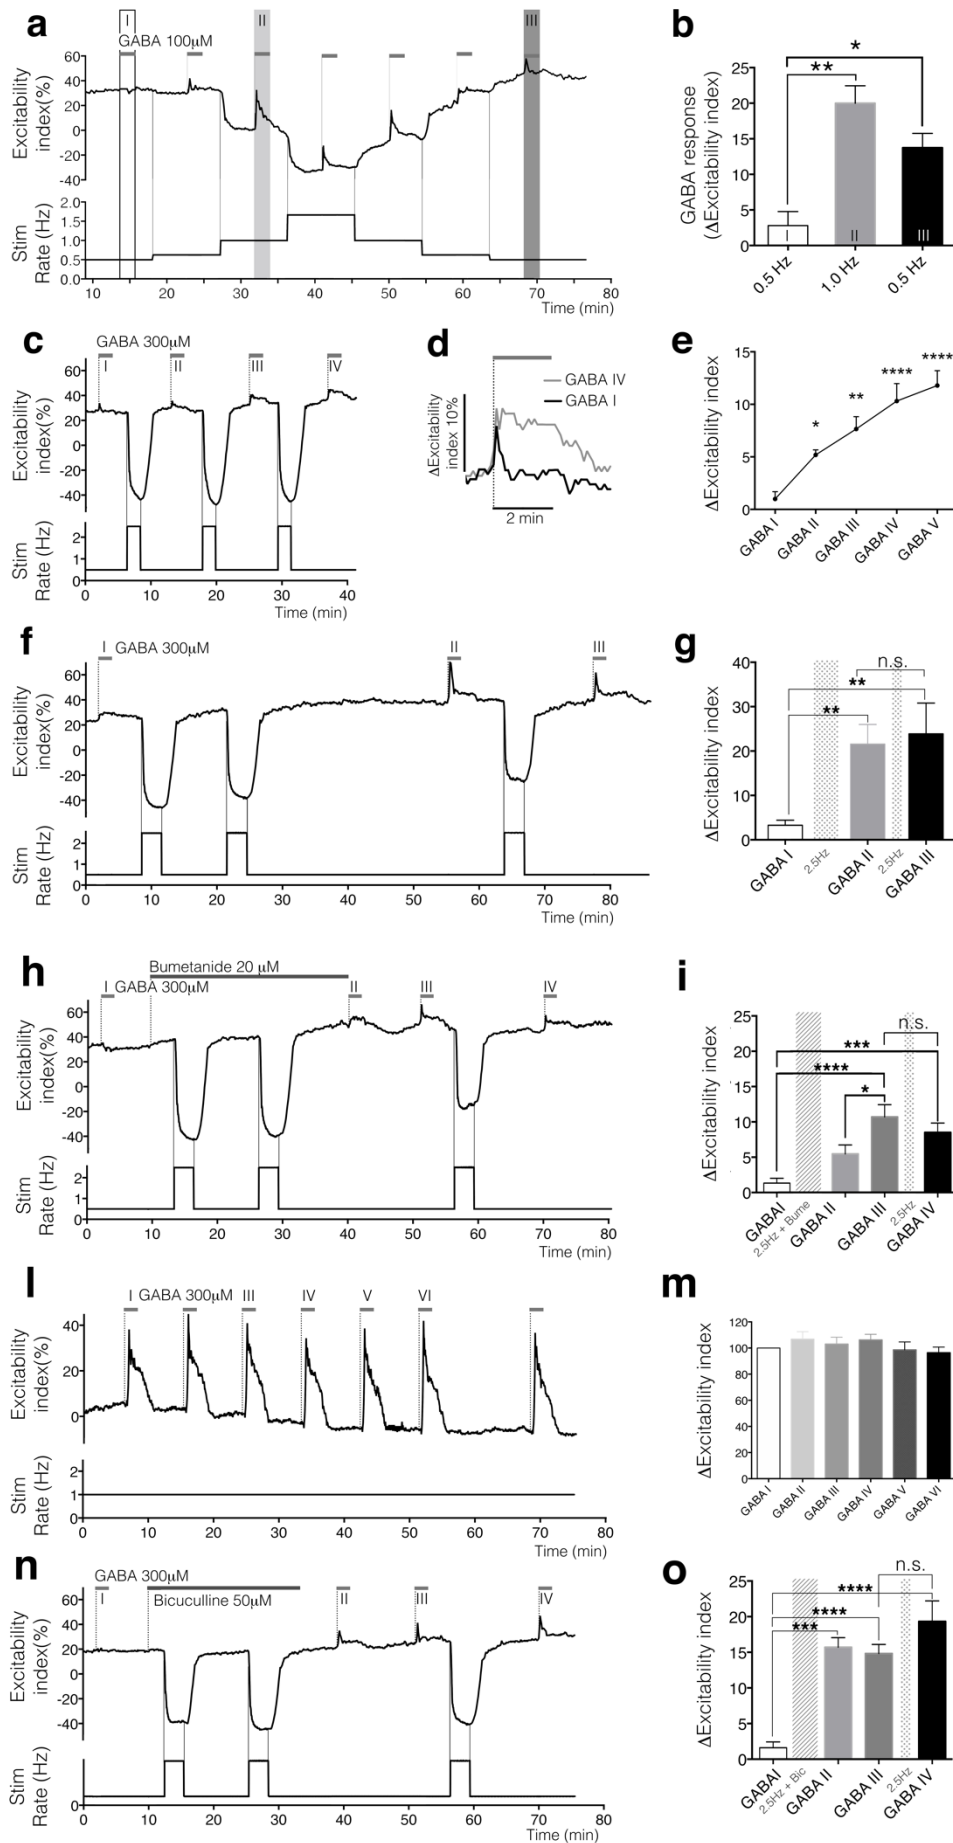 a
I
II
III
GABA 100µM
Excitability
index(%)
60
40
20
0
-20
-40
Stim
Rate (Hz)
2.0
1.5
1.0
0.5
0.0
10 20 30 40 50 60 70 80
Time (min)
b
*
**
GABA response
(ΔExcitability index)
25
20
15
10
5
0
I II III
0.5 Hz 1.0 Hz 0.5 Hz
c
GABA 300µM
I II III IV
Excitability
index(%)
60
40
20
0
-20
-40
Stim
Rate (Hz)
2
1
0
0 10 20 30 40
Time (min)
d
GABA IV
GABA I
ΔExcitability
index 10%
2 min
e
ΔExcitability index
15
10
5
0
* ** **** ****
GABA I GABA II GABA III GABA IV GABA V
f
I GABA 300µM II III
Excitability
index(%)
60
40
20
0
-20
-40
Stim
Rate (Hz)
2
1
0
0 10 20 30 40 50 60 70 80
Time (min)
g
n.s.
**
**
ΔExcitability index
40
30
20
10
0
GABA I 2.5Hz GABA II 2.5Hz GABA III
h
Bumetanide 20 µM
I GABA 300µM II III IV
Excitability
index(%)
60
40
20
0
-20
-40
Stim
Rate (Hz)
2
1
0
0 10 20 30 40 50 60 70 80
Time (min)
i
n.s.
***
****
*
ΔExcitability index
25
20
15
10
5
0
GABAI 2.5Hz + Bume GABA II GABA III 2.5Hz GABA IV
l
I GABA 300µM III IV V VI
Excitability
index(%)
40
20
0
Stim
Rate (Hz)
2
1
0
0 10 20 30 40 50 60 70 80
Time (min)
m
ΔExcitability index
120
100
80
60
40
20
0
GABA I GABA II GABA III GABA IV GABA V GABA VI
n
GABA 300µM
I Bicuculline 50µM II III IV
Excitability
index(%)
60
40
20
0
-20
-40
Stim
Rate (Hz)
2
1
0
0 10 20 30 40 50 60 70 80
Time (min)
o
n.s.
****
****
***
ΔExcitability index
25
20
15
10
5
0
GABAI 2.5Hz + Bic GABA II GABA III 2.5Hz GABA IV